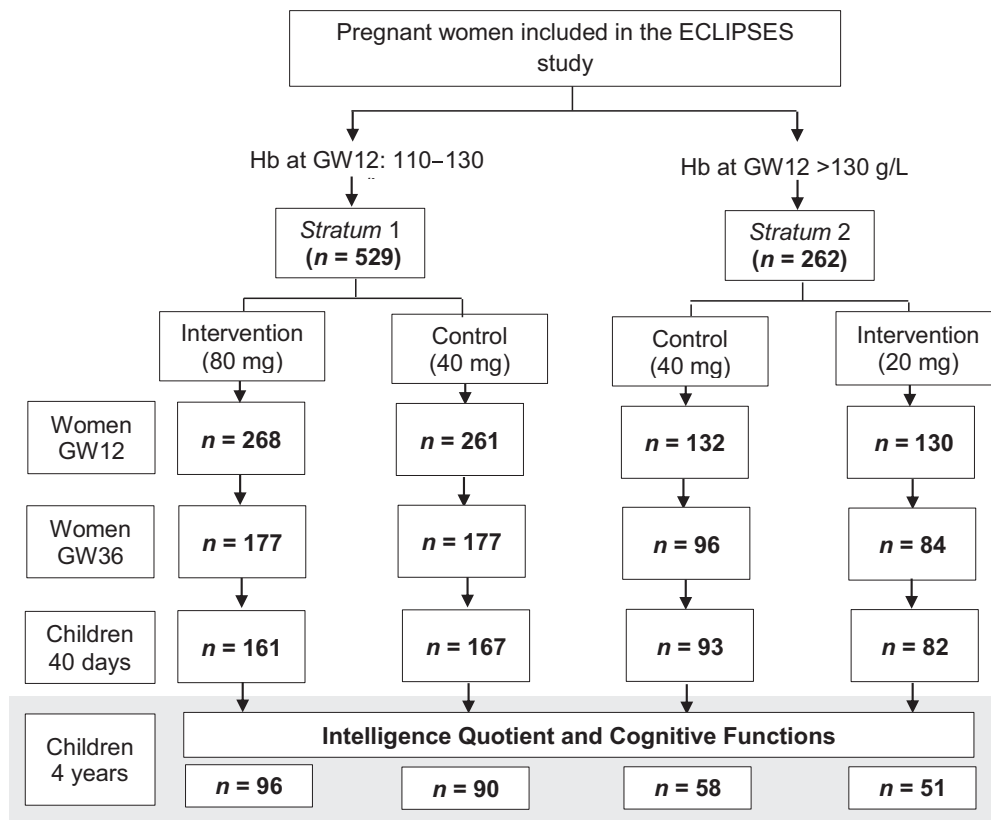 Pregnant women included in the ECLIPSES
study
Hb at GW12: 110–130
Hb at GW12 >130 g/L
Stratum 1
(n = 529)
Stratum 2
(n = 262)
Intervention
(80 mg)
Control
(40 mg)
Control
(40 mg)
Intervention
(20 mg)
Women
GW12
n = 268
n = 261
n = 132
n = 130
Women
GW36
n = 177
n = 177
n = 96
n = 84
Children
40 days
n = 161
n = 167
n = 93
n = 82
Children
4 years
Intelligence Quotient and Cognitive Functions
n = 96
n = 90
n = 58
n = 51